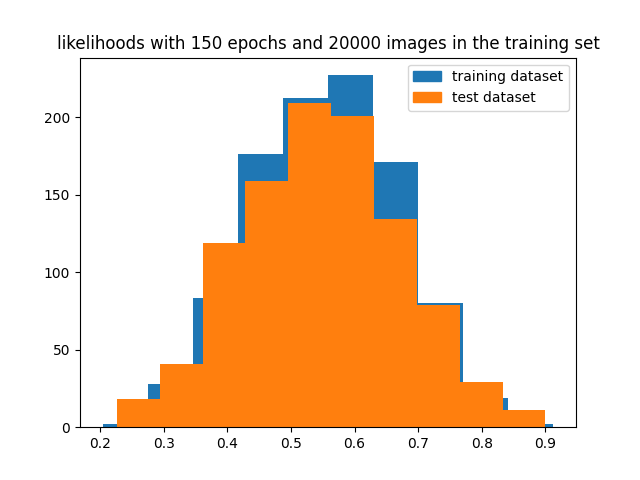 likelihoods with 150 epochs and 20000 images in the training set
training dataset
test dataset
200
150
100
50
0
0.2 0.3 0.4 0.5 0.6 0.7 0.8 0.9